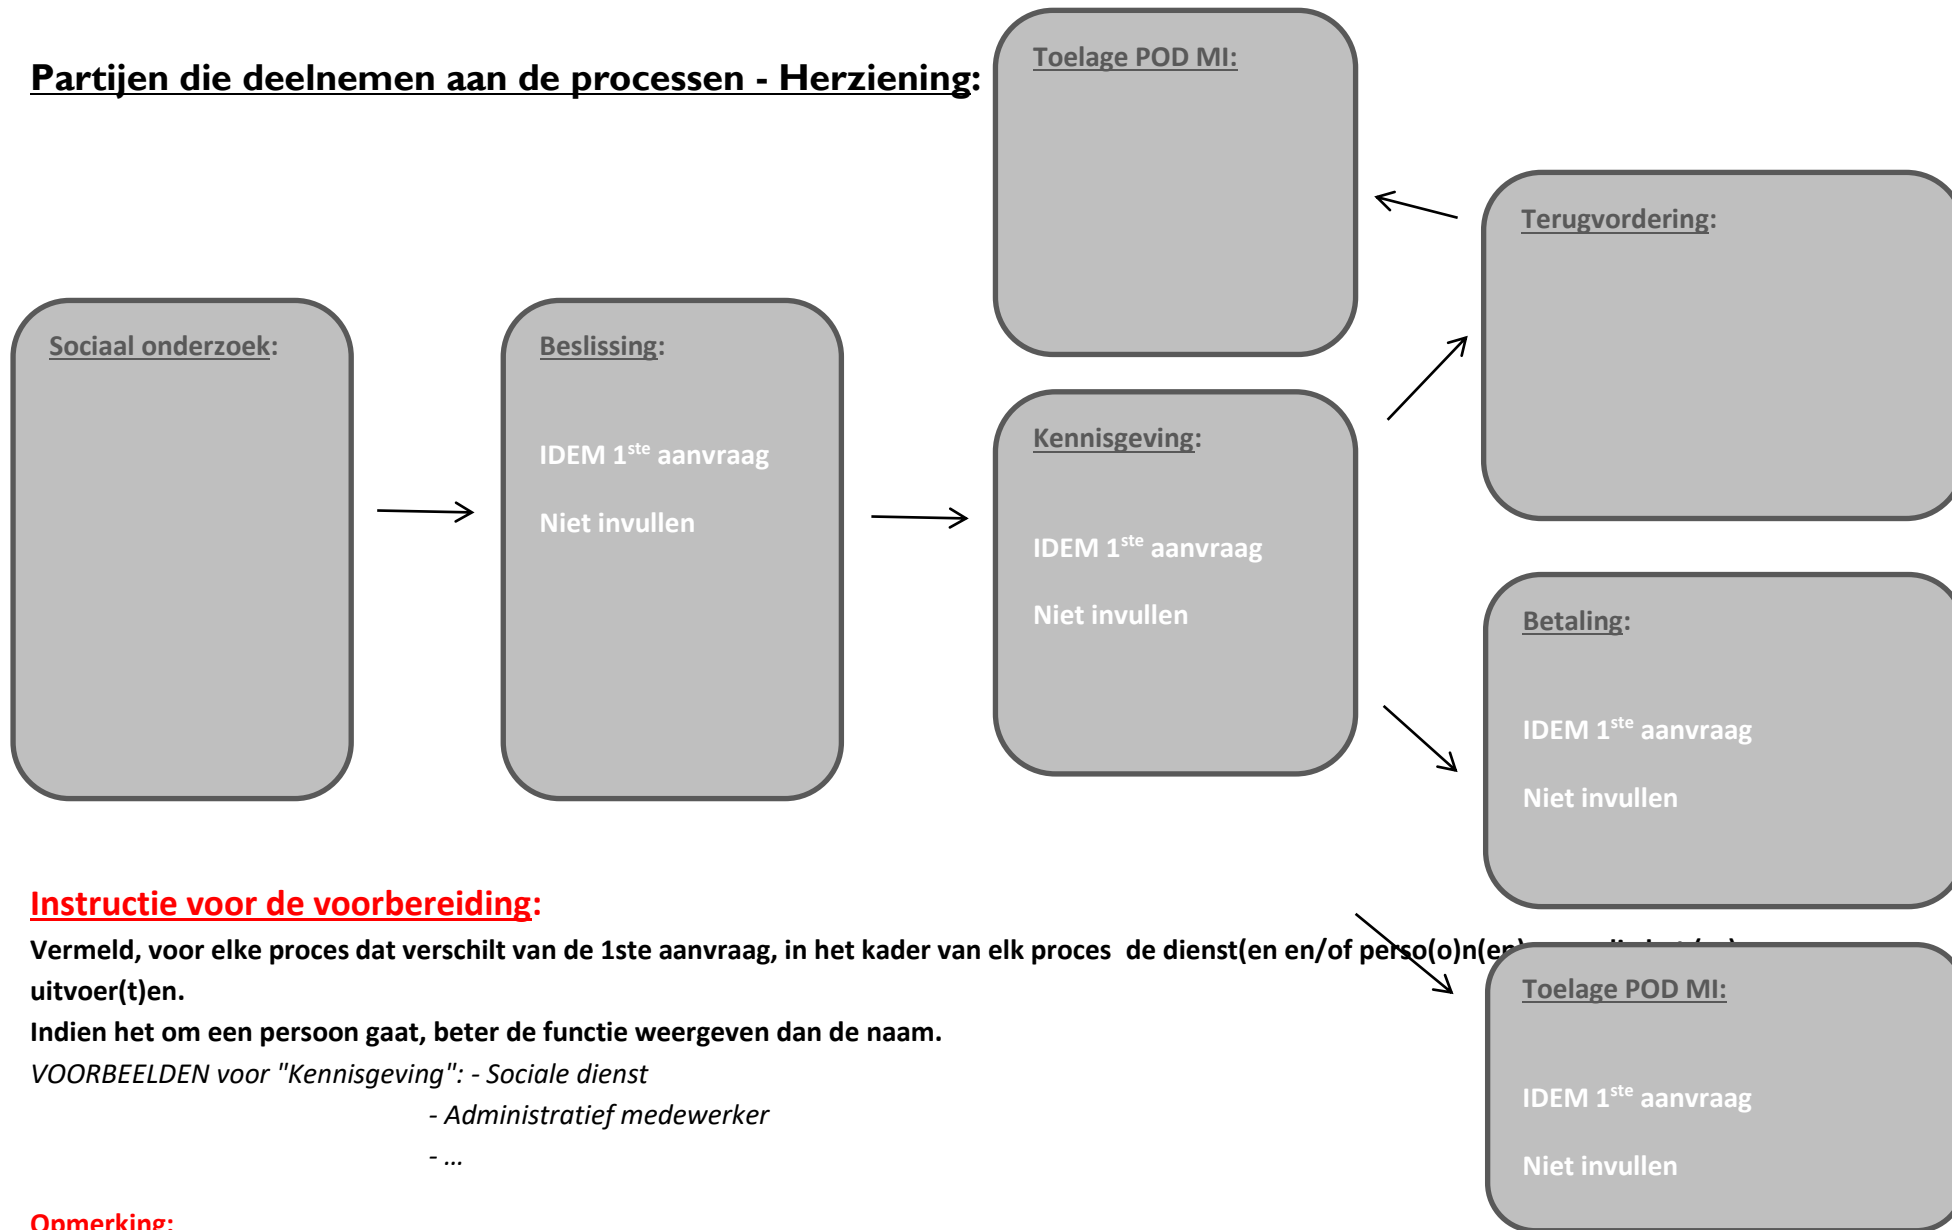 Partijen die deelnemen aan de processen - Herziening:
Toelage POD MI:
Terugvordering:
Sociaal onderzoek:
Beslissing:
IDEM 1ste aanvraag
Niet invullen
Kennisgeving:
IDEM 1ste aanvraag
Niet invullen
Betaling:
IDEM 1ste aanvraag
Niet invullen
Instructie voor de voorbereiding:
Vermeld, voor elke proces dat verschilt van de 1ste aanvraag, in het kader van elk proces de dienst(en en/of perso(o)n(en)
uitvoer(t)en.
Indien het om een persoon gaat, beter de functie weergeven dan de naam.
VOORBEELDEN voor "Kennisgeving": - Sociale dienst
- Administratief medewerker
- ...
Toelage POD MI:
IDEM 1ste aanvraag
Niet invullen
Opmerking: